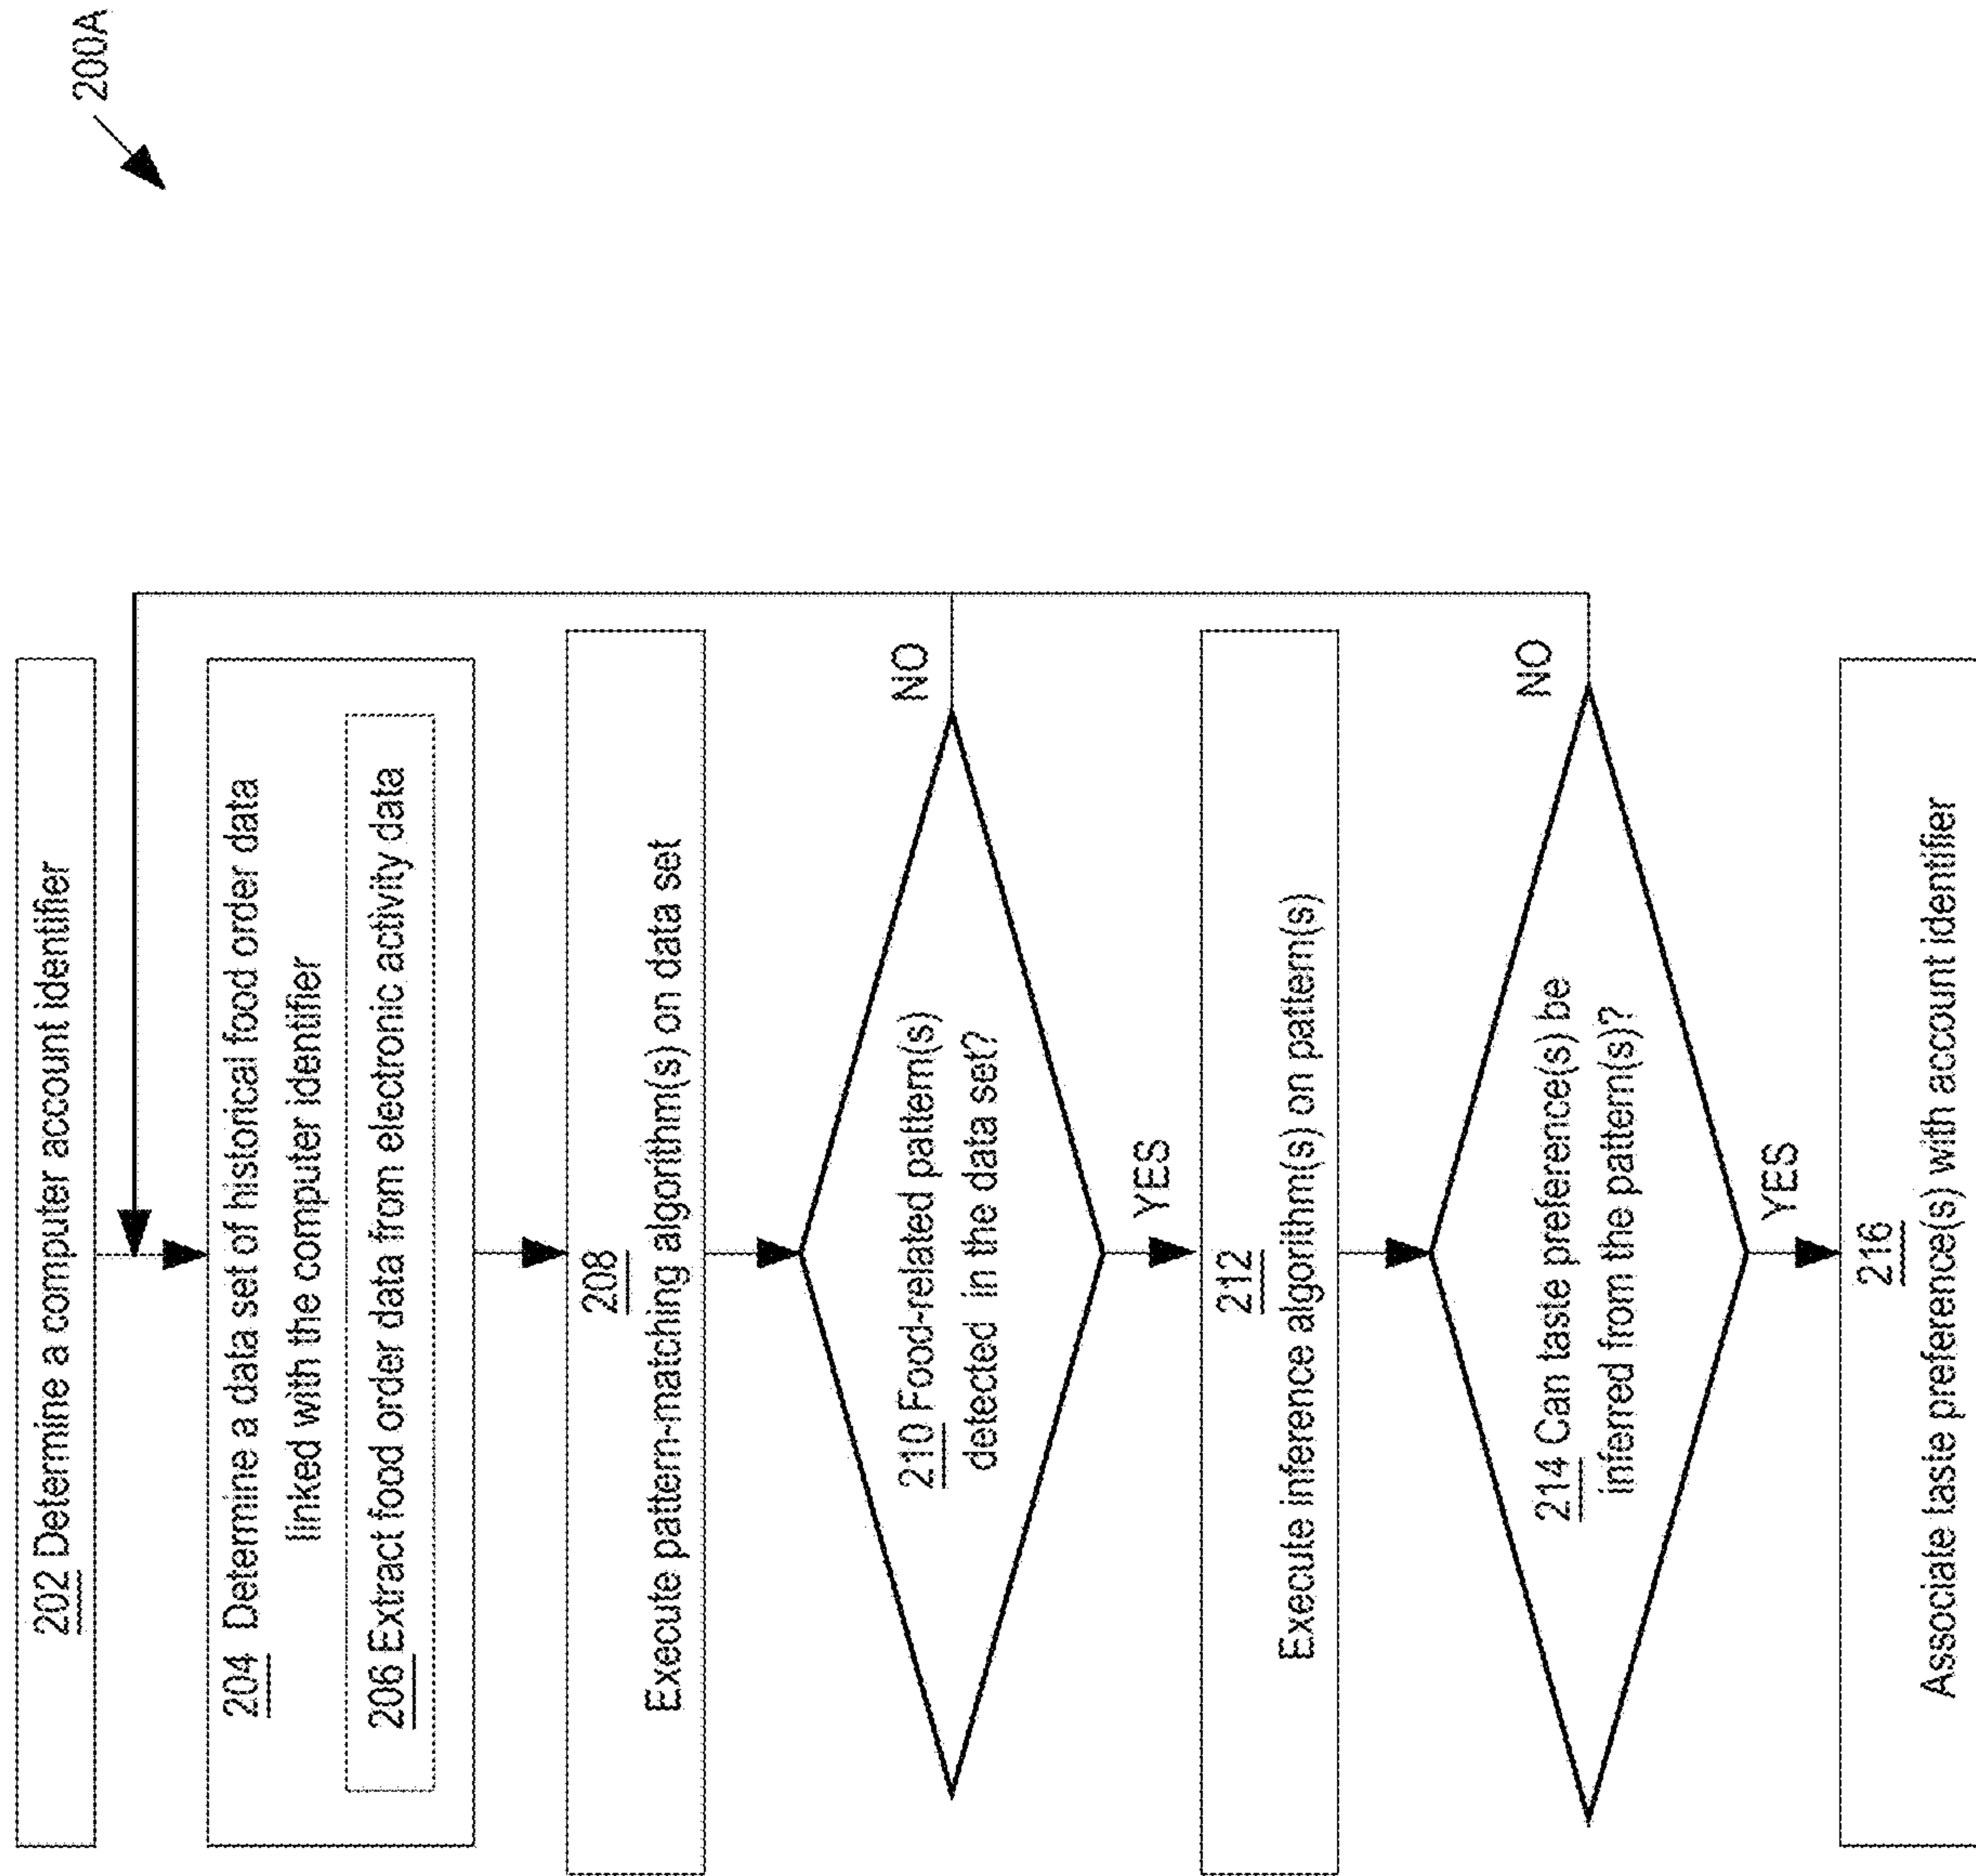 200A
202 Determine a computer account identifier
204 Determine a data set of historical food order data
linked with the computer identifier
206 Extract food order data from electronic activity data
208
Execute pattern-matching algorithm(s) on data set
210 Food-related pattern(s)
detected in the data set?
NO
YES
212
Execute inference algorithm(s) on pattern(s)
214 Can taste preference(s) be
inferred from the pattern(s)?
NO
YES
216
Associate taste preference(s) with account identifier